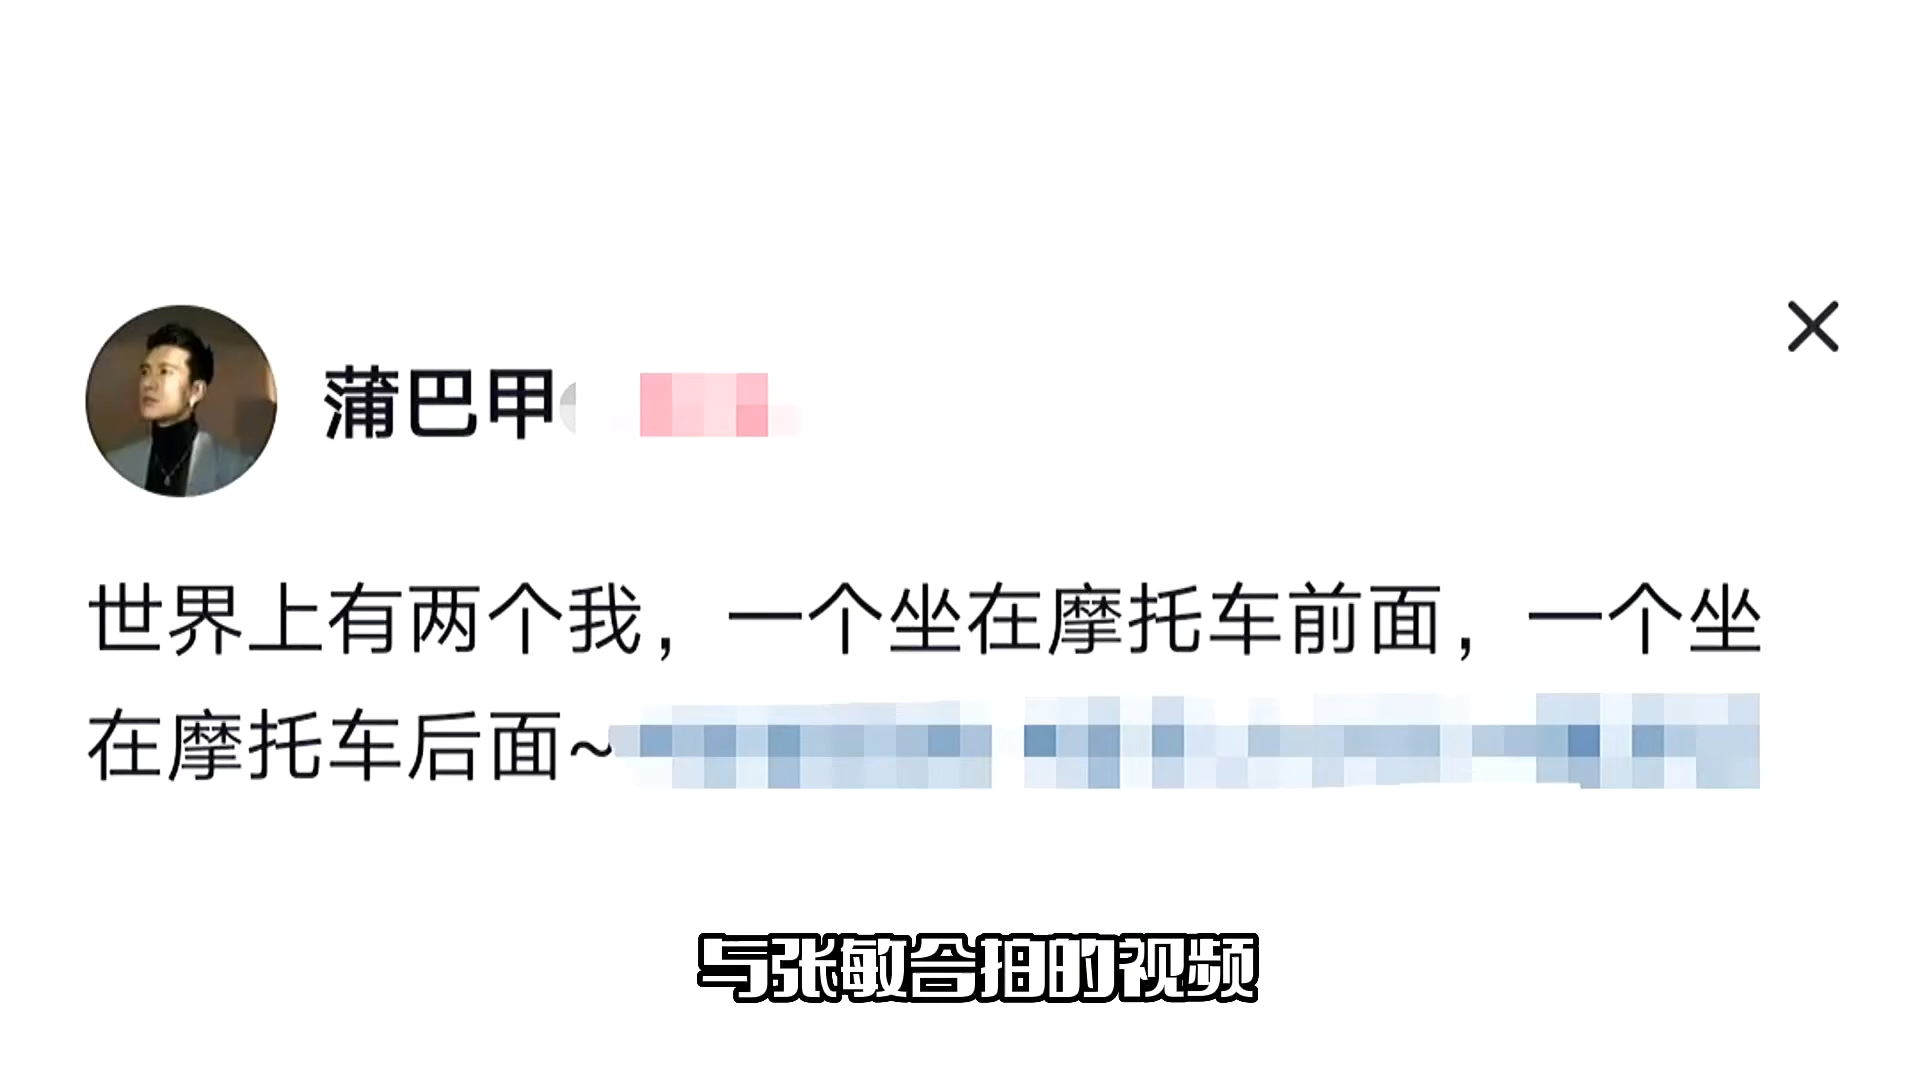 蒲巴甲
世界上有两个我，一个坐在摩托车前面，一个坐
在摩托车后面~
与张敏合拍的视频